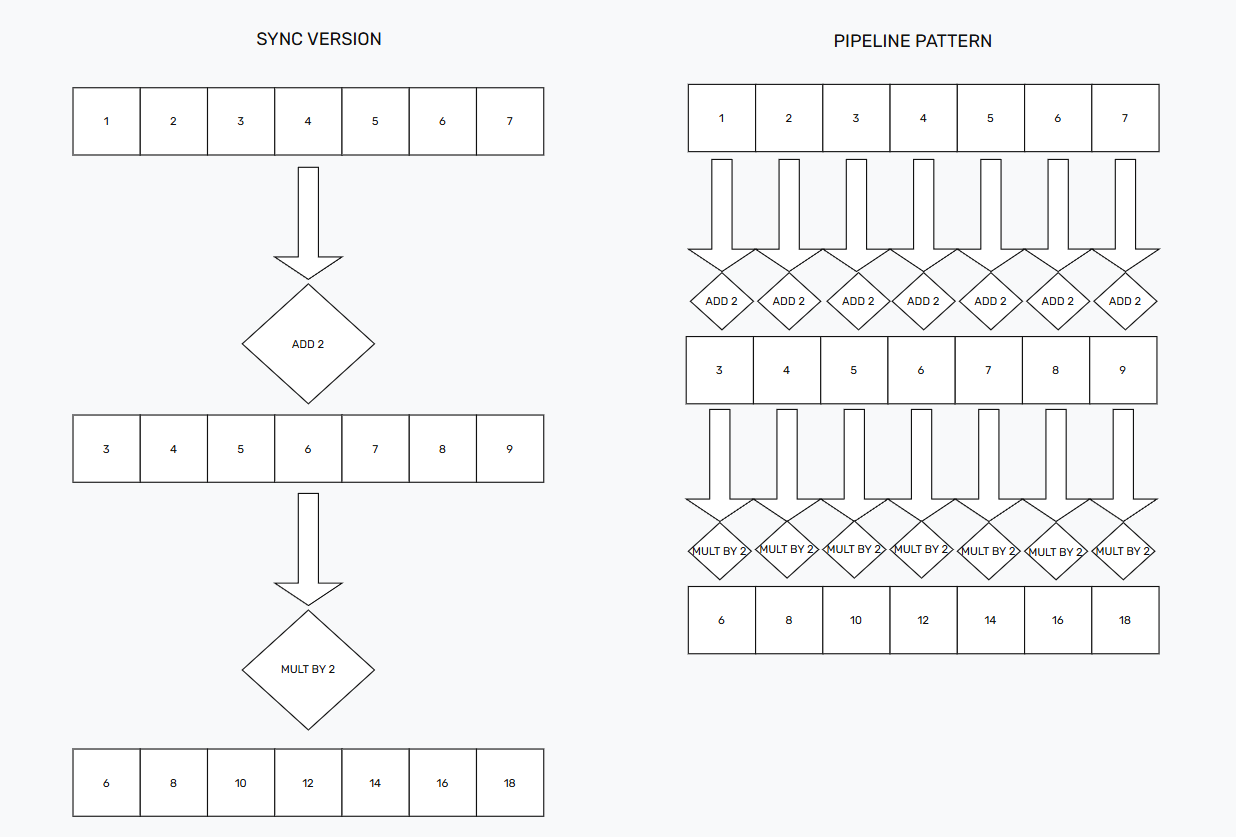 SYNC VERSION
1 2 3 4 5 6 7
ADD 2
3 4 5 6 7 8 9
MULT BY 2
6 8 10 12 14 16 18
PIPELINE PATTERN
1 2 3 4 5 6 7
ADD 2 ADD 2 ADD 2 ADD 2 ADD 2 ADD 2 ADD 2
3 4 5 6 7 8 9
MULT BY 2 MULT BY 2 MULT BY 2 MULT BY 2 MULT BY 2 MULT BY 2 MULT BY 2
6 8 10 12 14 16 18